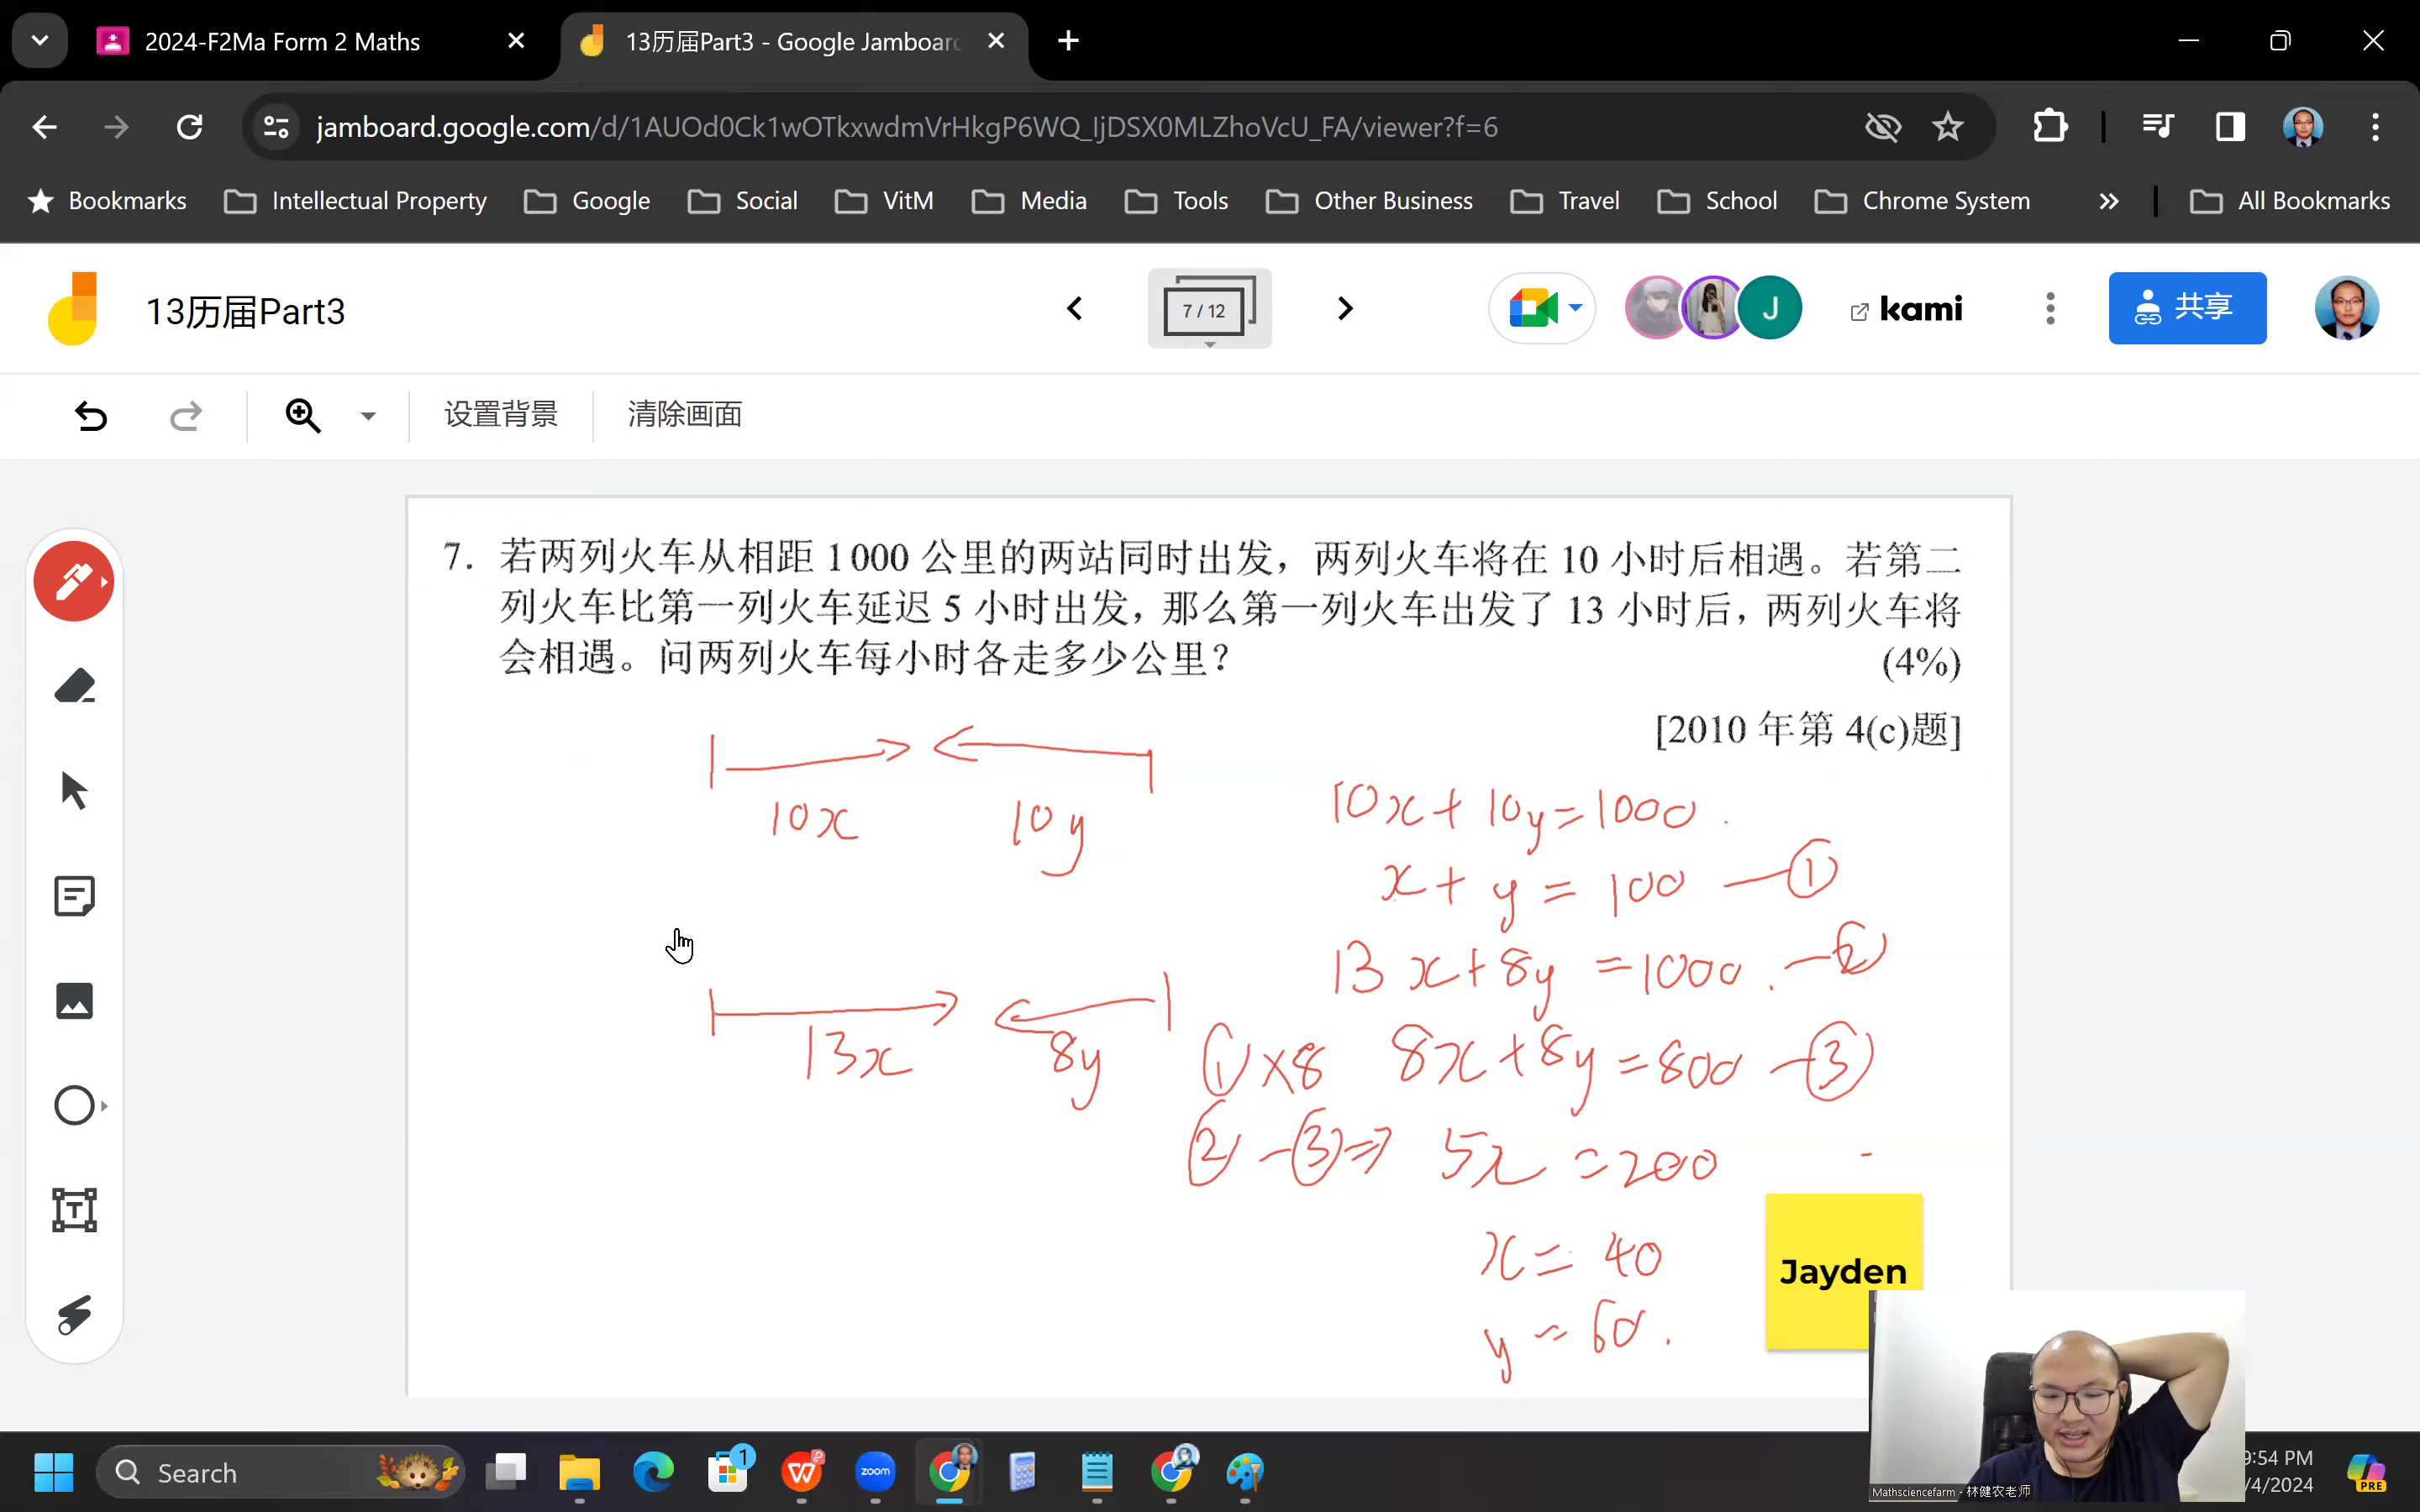 2024-F2Ma Form 2 Maths
13历届Part3 - Google Jamboard
jamboard.google.com/d/1AUOd0Ck1wOTkxwdmVrHkgP6WQ_IjDSX0MLZhoVcU_FA/viewer?f=6
Bookmarks Intellectual Property Google Social VitM Media Tools Other Business Travel School Chrome System » All Bookmarks
13历届Part3
7 / 12
J
kami
共享
设置背景 清除画面
7. 若两列火车从相距 1 000 公里的两站同时出发，两列火车将在 10 小时后相遇。若第二
列火车比第一列火车延迟 5 小时出发，那么第一列火车出发了 13 小时后，两列火车将
会相遇。问两列火车每小时各走多少公里？ (4%)
[2010 年第 4(c)题]
10x 10y
10x + 10y = 1000
x + y = 100 — ①
13x + 8y = 1000. — ②
13x 8y
① × 8 8x + 8y = 800 — ③
② − ③ ⇒ 5x = 200
x = 40
y = 60.
Jayden
Mathsciencefarm - 林健农老师
Search
1
zoom
9:54 PM
/4/2024
PRE